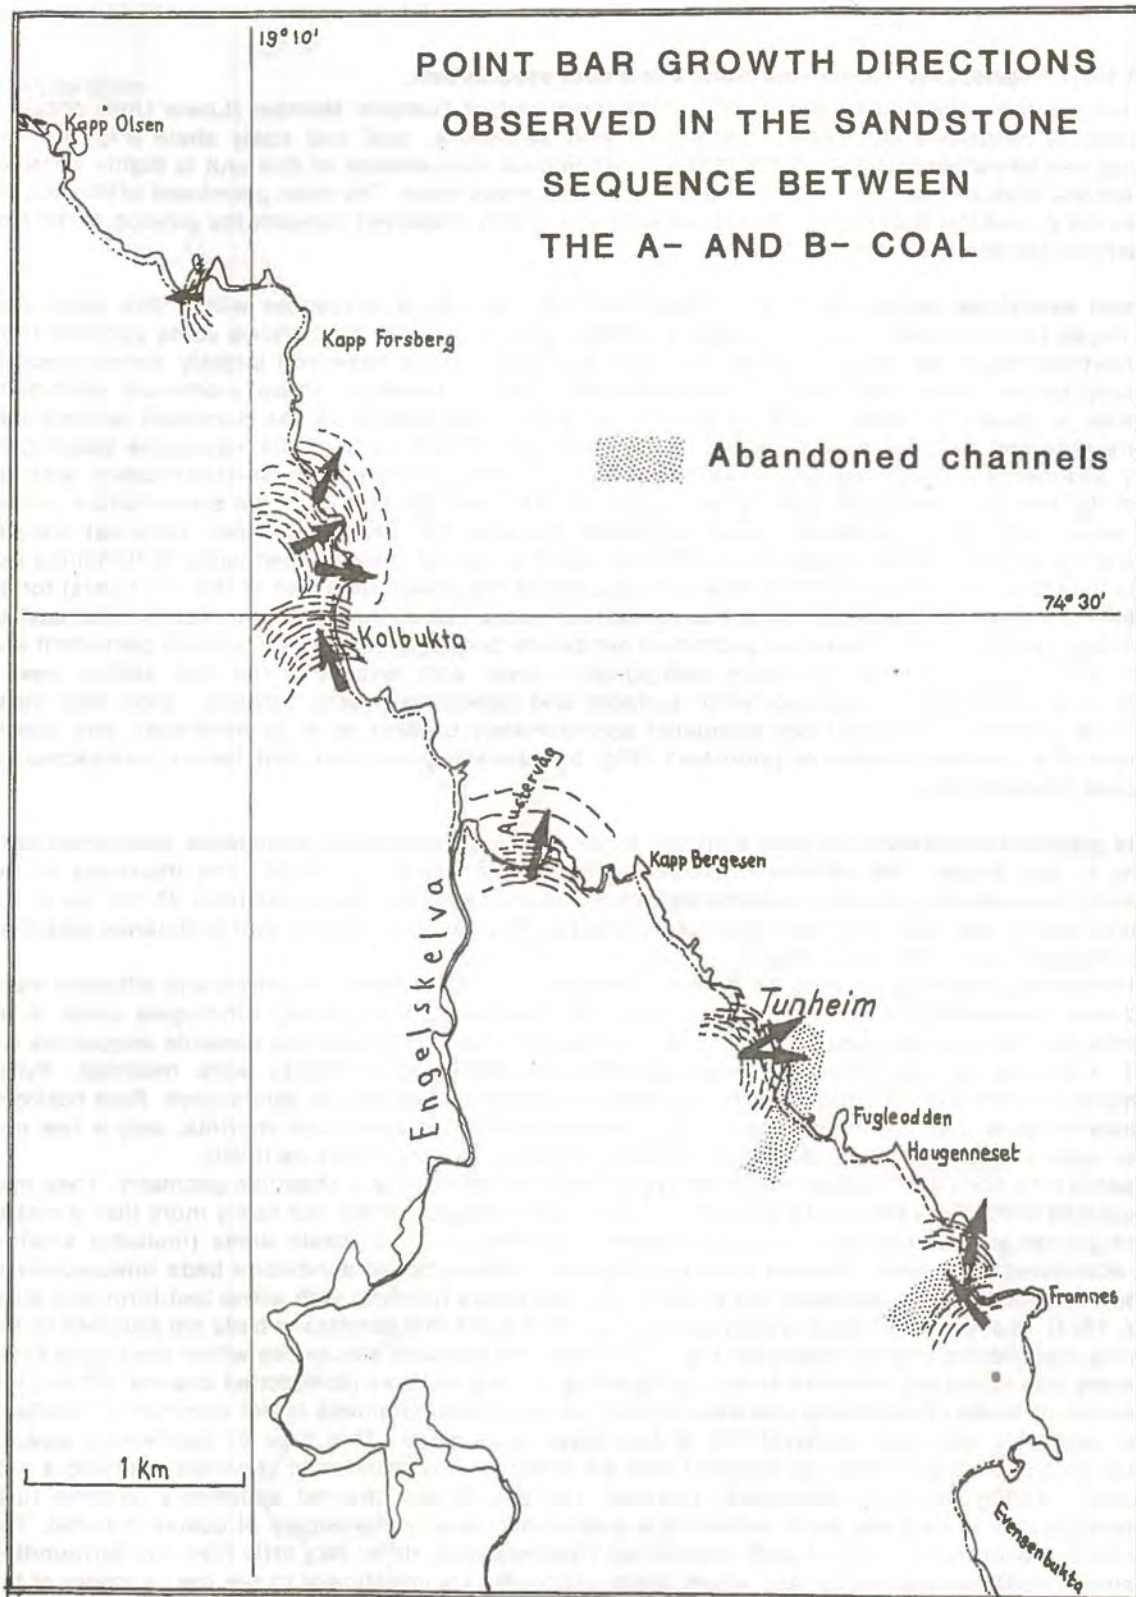 19° 10'
POINT BAR GROWTH DIRECTIONS
OBSERVED IN THE SANDSTONE
SEQUENCE BETWEEN
THE A- AND B- COAL
Kapp Olsen
Kapp Forsberg
Abandoned channels
74° 30'
Kolbukta
Austervåg
Kapp Bergesen
Engelskelva
Tunheim
Fugleodden
Haugenneset
Framnes
1 Km
Evensenbukta